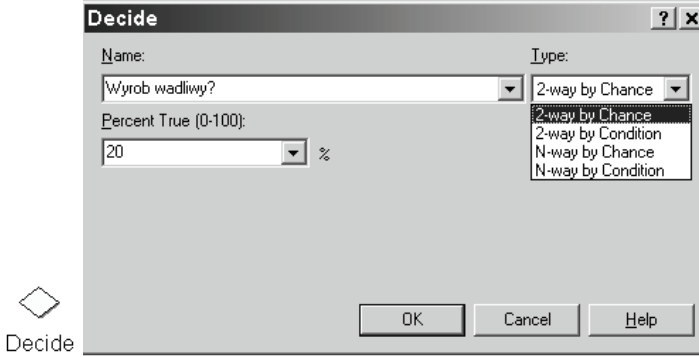 Decide
Name:
Type:
Wyrob wadliwy?
2-way by Chance
Percent True (0-100):
2-way by Chance
2-way by Condition
N-way by Chance
N-way by Condition
20
%
OK
Cancel
Help
Decide